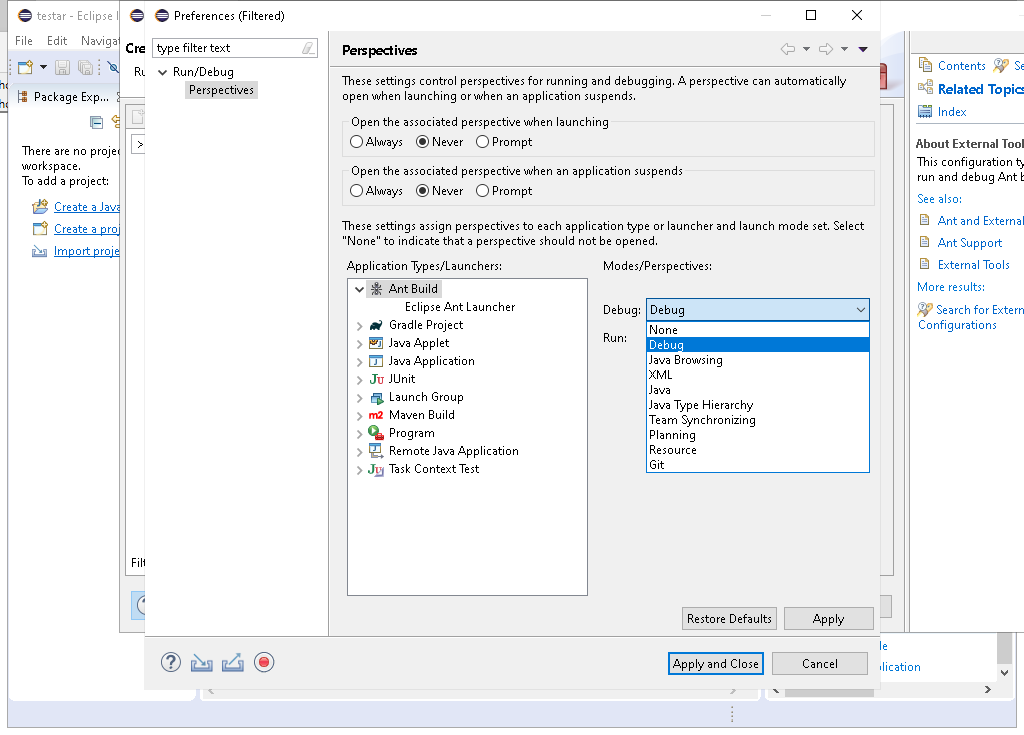 testar - Eclipse I
File Edit Navigat
Package Exp...
There are no projec
workspace.
To add a project:
Create a Java
Create a proj
Import proje
Cre
Ru
>
Filt
Preferences (Filtered)
type filter text
Run/Debug
Perspectives
Perspectives
These settings control perspectives for running and debugging. A perspective can automatically
open when launching or when an application suspends.
Open the associated perspective when launching
Always Never Prompt
Open the associated perspective when an application suspends
Always Never Prompt
These settings assign perspectives to each application type or launcher and launch mode set. Select
"None" to indicate that a perspective should not be opened.
Application Types/Launchers:
Ant Build
Eclipse Ant Launcher
Gradle Project
Java Applet
Java Application
JUnit
Launch Group
m2 Maven Build
Program
Remote Java Application
Task Context Test
Modes/Perspectives:
Debug: Debug
Run:
None
Debug
Java Browsing
XML
Java
Java Type Hierarchy
Team Synchronizing
Planning
Resource
Git
Restore Defaults Apply
Apply and Close Cancel
Contents Se
Related Topics
Index
About External Tool
This configuration ty
run and debug Ant b
See also:
Ant and External
Ant Support
External Tools
More results:
Search for Extern
Configurations
le
plication